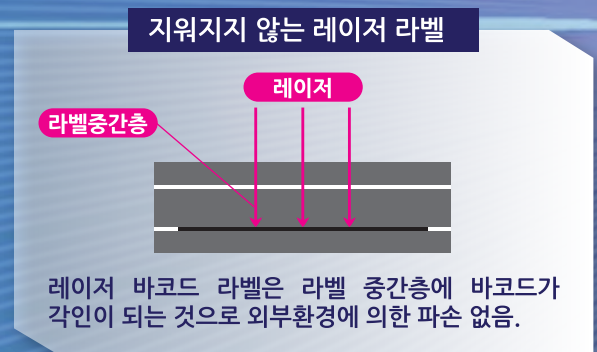 지워지지 않는 레이저 라벨
레이저
라벨중간층
레이저 바코드 라벨은 라벨 중간층에 바코드가
각인이 되는 것으로 외부환경에 의한 파손 없음.